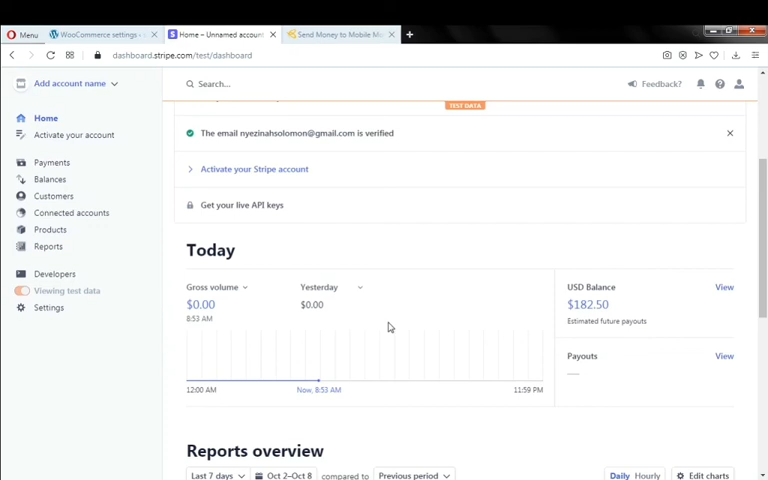 Menu
WooCommerce settings
Home – Unnamed account
Send Money to Mobile Mo
dashboard.stripe.com/test/dashboard
Add account name
Search...
Feedback?
TEST DATA
Home
The email nyezinahsolomon@gmail.com is verified
Activate your account
Payments
Activate your Stripe account
Balances
Customers
Get your live API keys
Connected accounts
Products
Reports
Today
Developers
Gross volume
Yesterday
USD Balance
View
Viewing test data
$0.00
$0.00
$182.50
Settings
8:53 AM
Estimated future payouts
Payouts
View
12:00 AM
Now, 8:53 AM
11:59 PM
Reports overview
Last 7 days
Oct 2–Oct 8
compared to
Previous period
Daily
Hourly
Edit charts